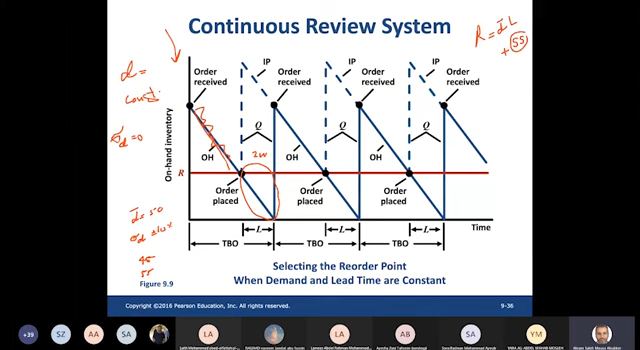 Continuous Review System
R = d̄ L
+ SS
d =
const.
σd = 0
IP
IP
IP
Order
received
Order
received
Order
received
Order
received
On-hand inventory
Q
Q
Q
OH
OH
OH
2w
R
Order
placed
Order
placed
Order
placed
d̄ = 50
σd ±10%
45
55
L
L
L
Time
TBO
TBO
TBO
Selecting the Reorder Point
When Demand and Lead Time are Constant
Figure 9.9
Copyright ©2016 Pearson Education, Inc. All rights reserved.
9-36
+39
SZ
AA
SA
LA
LA
AB
SA
YM